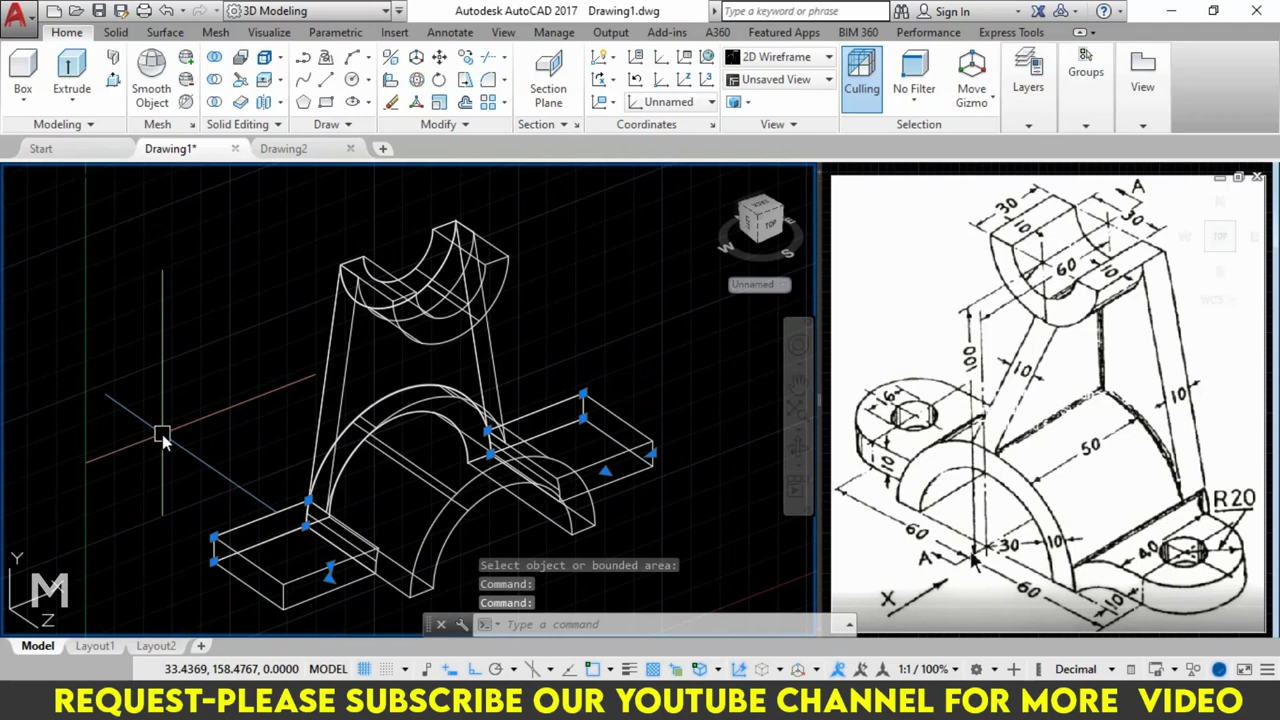 A Autodesk AutoCAD 2017 Drawing1.dwg
3D Modeling
Type a keyword or phrase
Sign In
Home Solid Surface Mesh Visualize Parametric Insert Annotate View Manage Output Add-ins A360 Featured Apps BIM 360 Performance Express Tools
2D Wireframe
Unsaved View
Unnamed
Box Extrude Smooth Object Section Plane Culling No Filter Move Gizmo Layers Groups View
Modeling Mesh Solid Editing Draw Modify Section Coordinates View Selection
Start Drawing1* Drawing2
TOP
W
S
Unnamed
Y
Z
M
30
10
A
30
60
10
100
10
10
16
10
50
R20
60
A
30
10
40
X
60
10
TOP
Select object or bounded area:
Command:
Command:
Type a command
Model Layout1 Layout2
33.4369, 158.4767, 0.0000 MODEL 1:1 / 100% Decimal
REQUEST-PLEASE SUBSCRIBE OUR YOUTUBE CHANNEL FOR MORE VIDEO